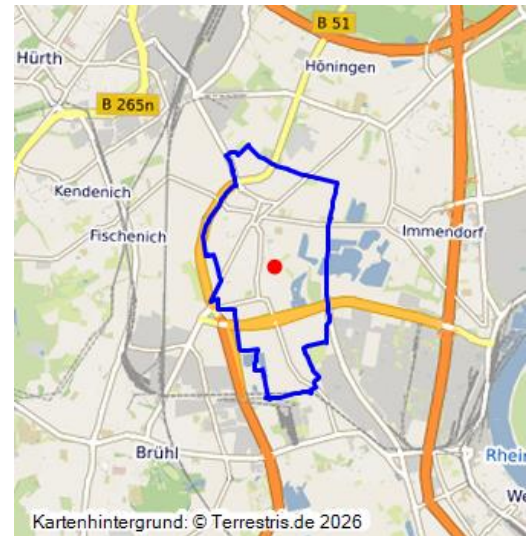 B 51
Hürth
Höningen
B 265n
Kendenich
Fischenich
Immendorf
Brühl
Rhein
We
Kartenhintergrund: © Terrestris.de 2026